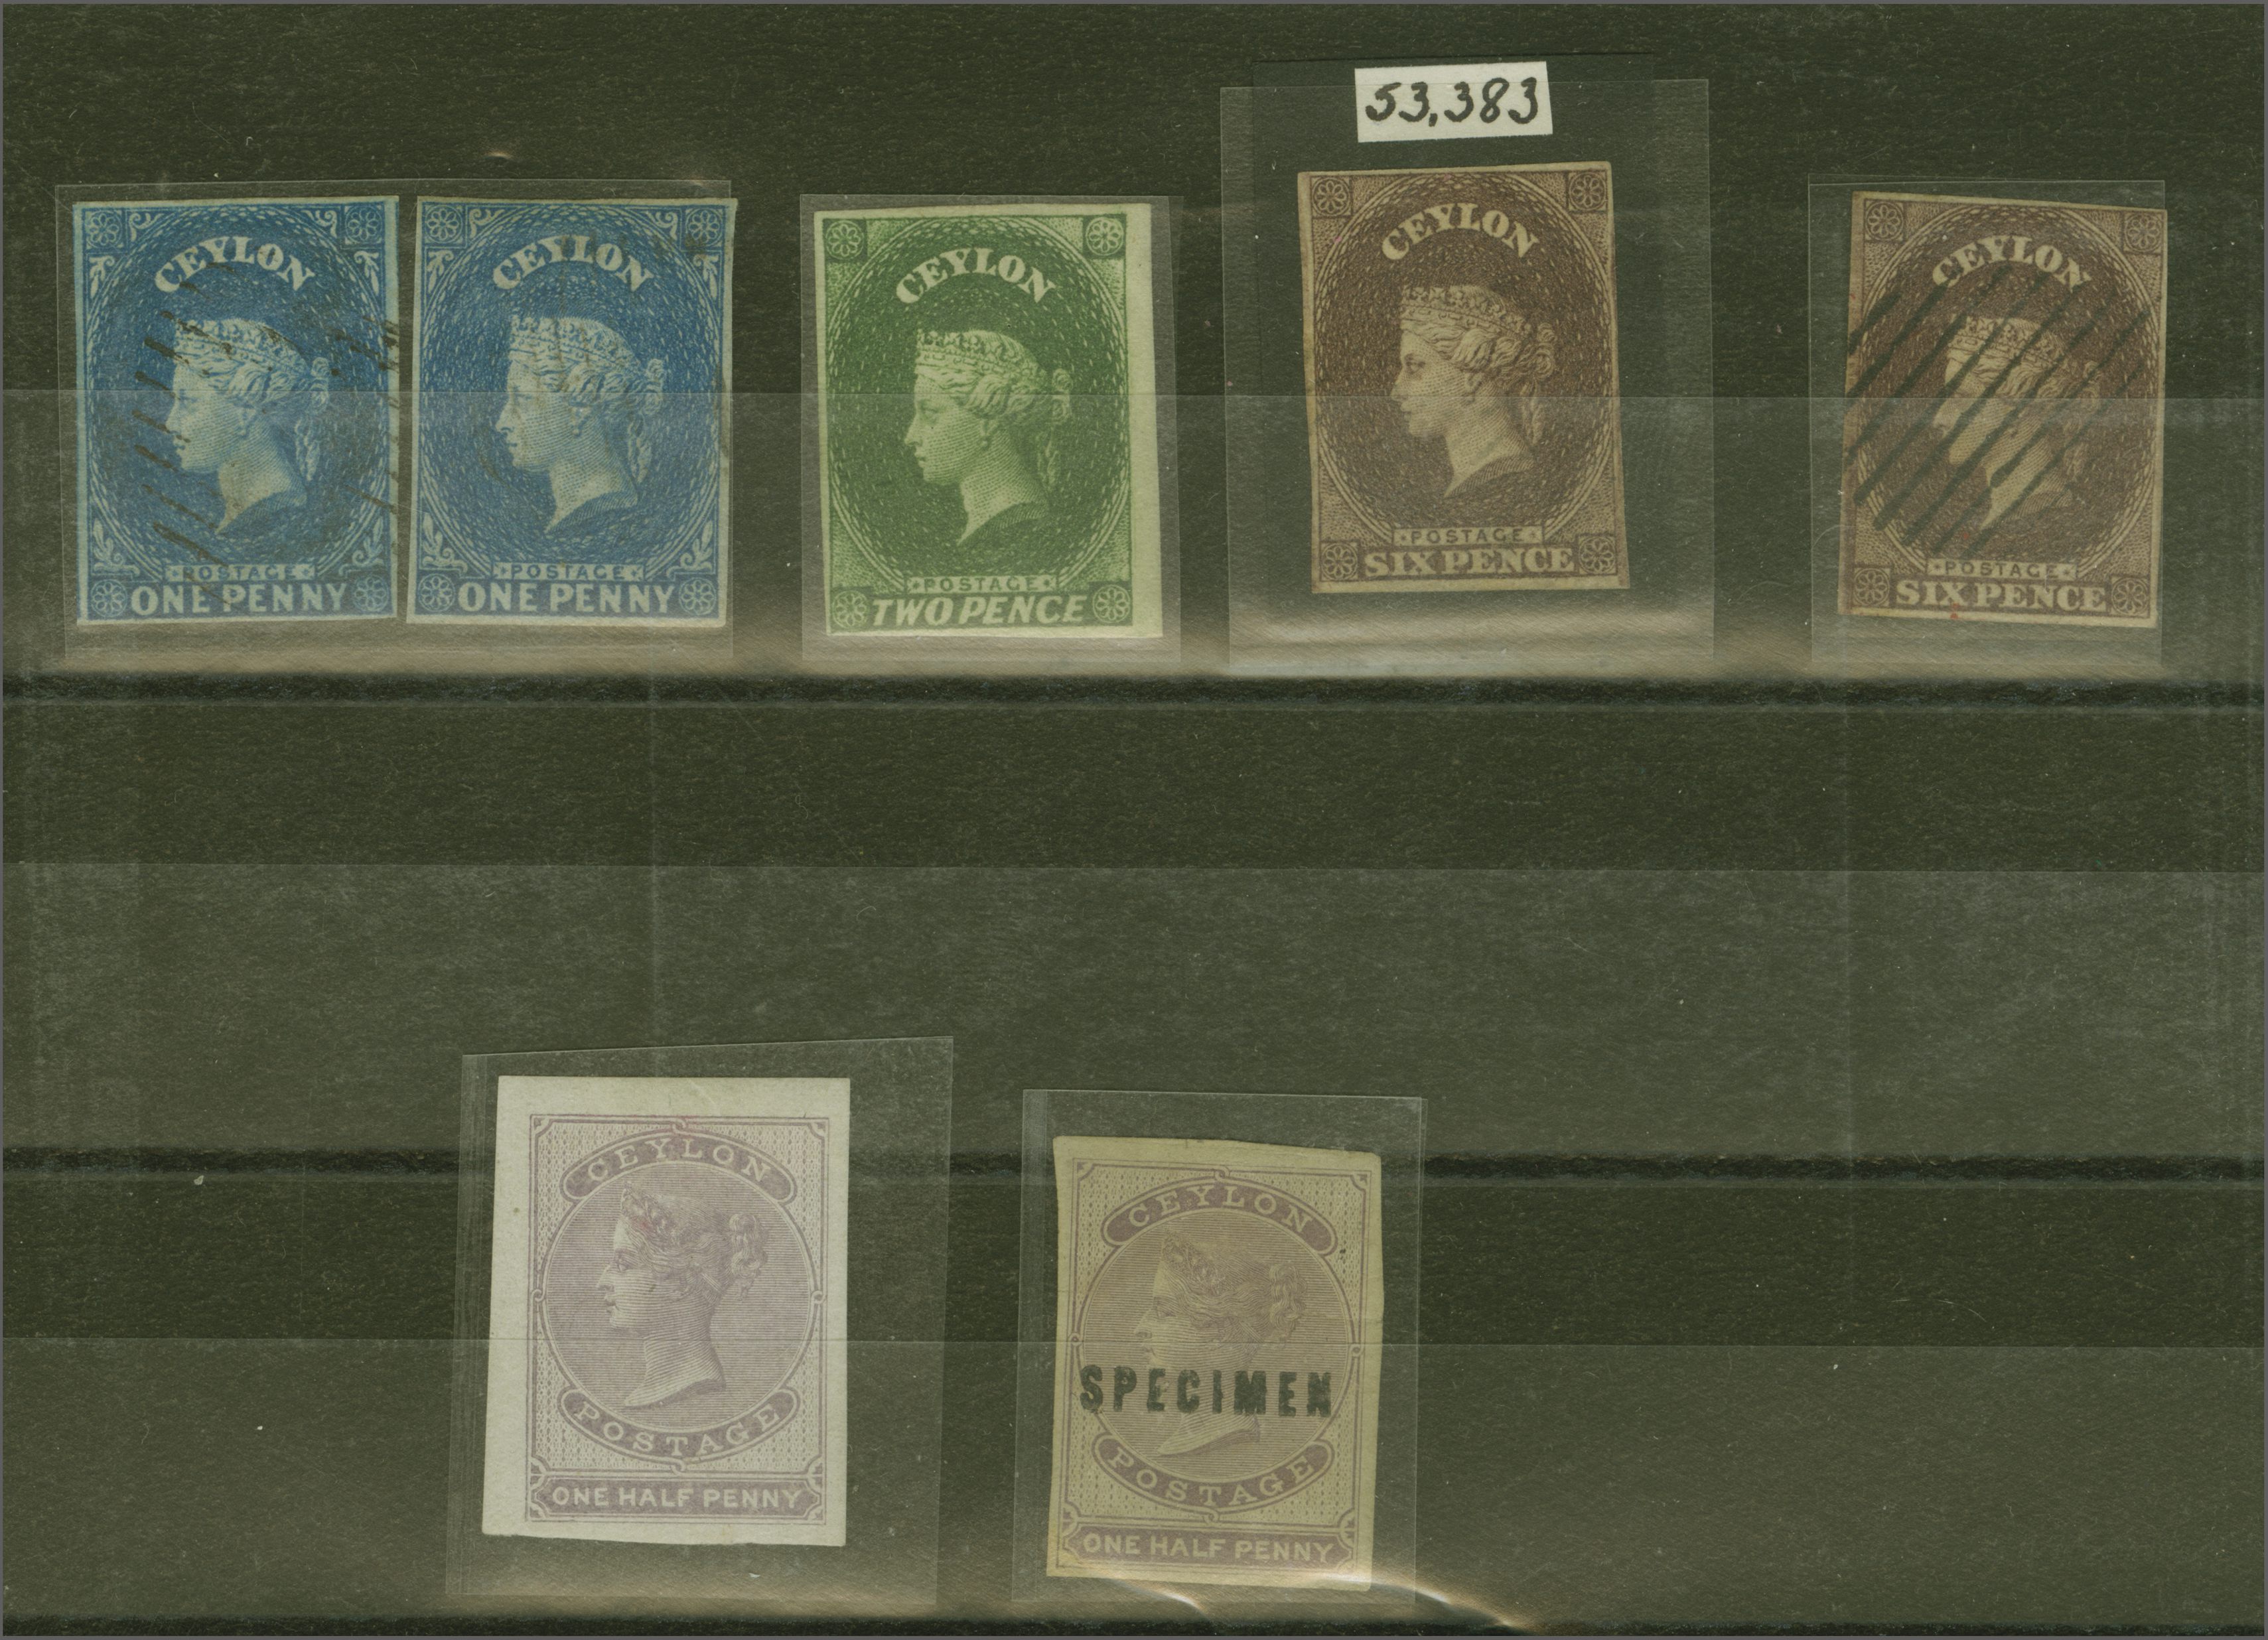 53,383
CEYLON
POSTAGE
ONE PENNY
CEYLON
POSTAGE
ONE PENNY
CEYLON
POSTAGE
TWO PENCE
CEYLON
POSTAGE
SIX PENCE
CEYLON
POSTAGE
SIX PENCE
CEYLON
POSTAGE
ONE HALF PENNY
CEYLON
SPECIMEN
POSTAGE
ONE HALF PENNY